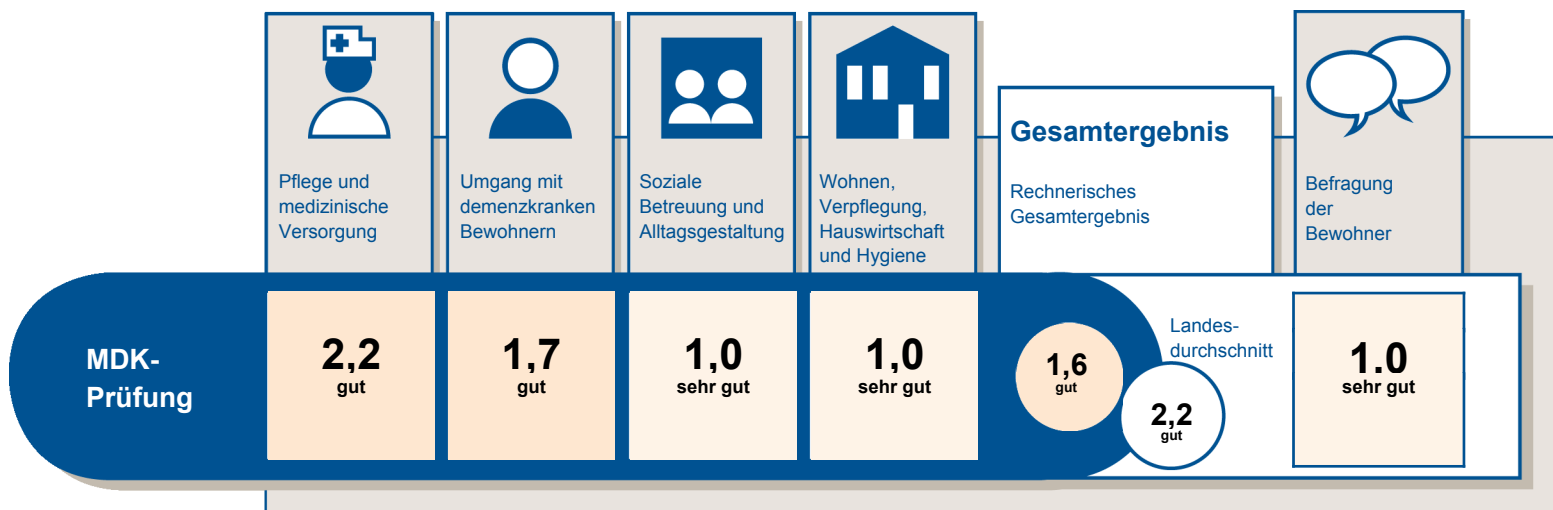 Pflege und
medizinische
Versorgung
Umgang mit
demenzkranken
Bewohnern
Soziale
Betreuung und
Alltagsgestaltung
Wohnen,
Verpflegung,
Hauswirtschaft
und Hygiene
Gesamtergebnis
Rechnerisches
Gesamtergebnis
Befragung
der
Bewohner
MDK-
Prüfung
2,2
gut
1,7
gut
1,0
sehr gut
1,0
sehr gut
1,6
gut
Landes-
durchschnitt
2,2
gut
1.0
sehr gut